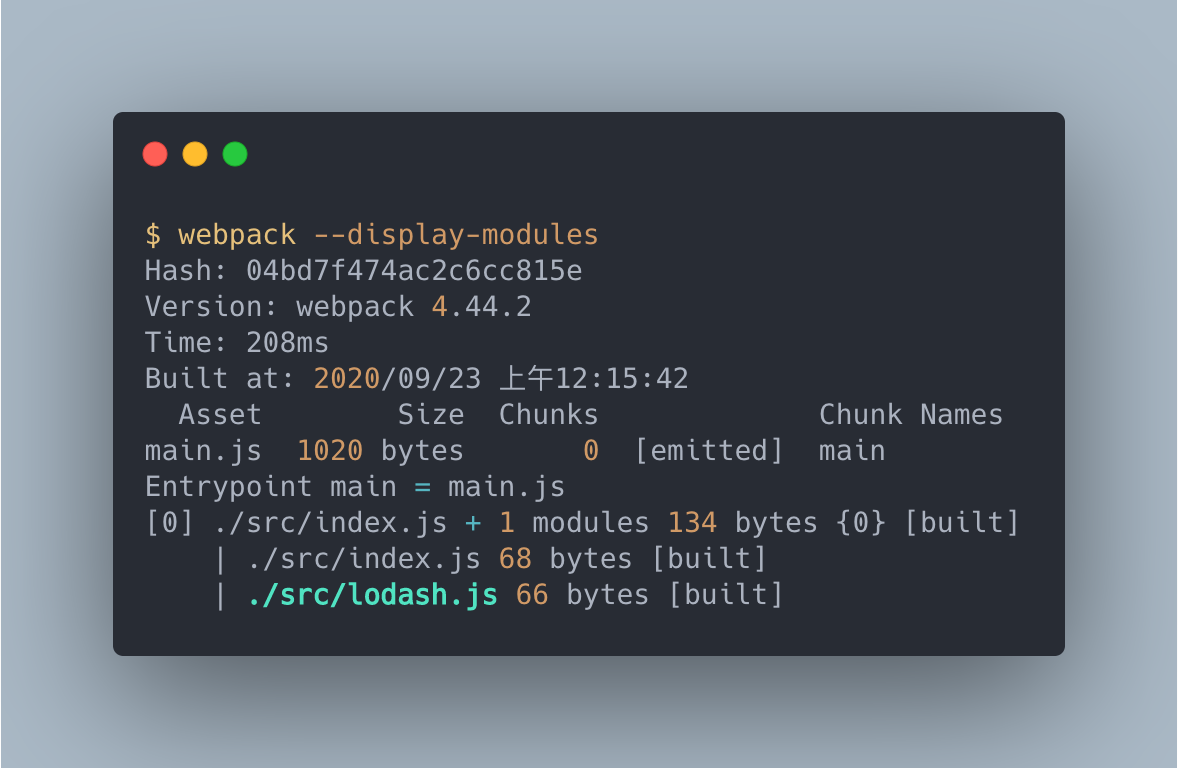 $ webpack --display-modules
Hash: 04bd7f474ac2c6cc815e
Version: webpack 4.44.2
Time: 208ms
Built at: 2020/09/23 上午12:15:42
  Asset        Size  Chunks             Chunk Names
main.js  1020 bytes       0  [emitted]  main
Entrypoint main = main.js
[0] ./src/index.js + 1 modules 134 bytes {0} [built]
    | ./src/index.js 68 bytes [built]
    | ./src/lodash.js 66 bytes [built]